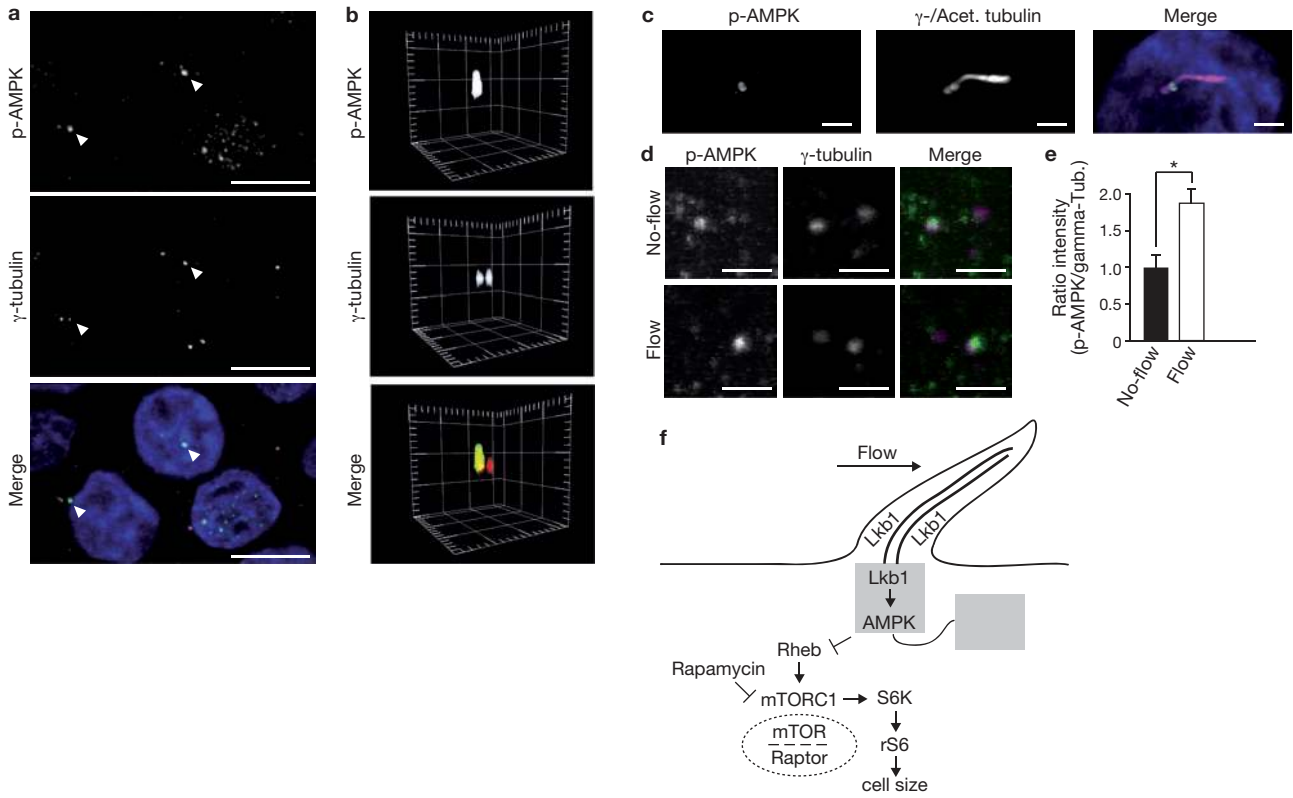 a
p-AMPK
γ-tubulin
Merge
b
p-AMPK
γ-tubulin
Merge
c
p-AMPK
γ-/Acet. tubulin
Merge
d
p-AMPK
γ-tubulin
Merge
No-flow
Flow
e
Ratio intensity
(p-AMPK/gamma-Tub.)
2.0
1.5
1.0
0.5
0
*
No-flow
Flow
f
Flow
Lkb1
Lkb1
Lkb1
AMPK
Rheb
Rapamycin
mTORC1
S6K
mTOR
Raptor
rS6
cell size